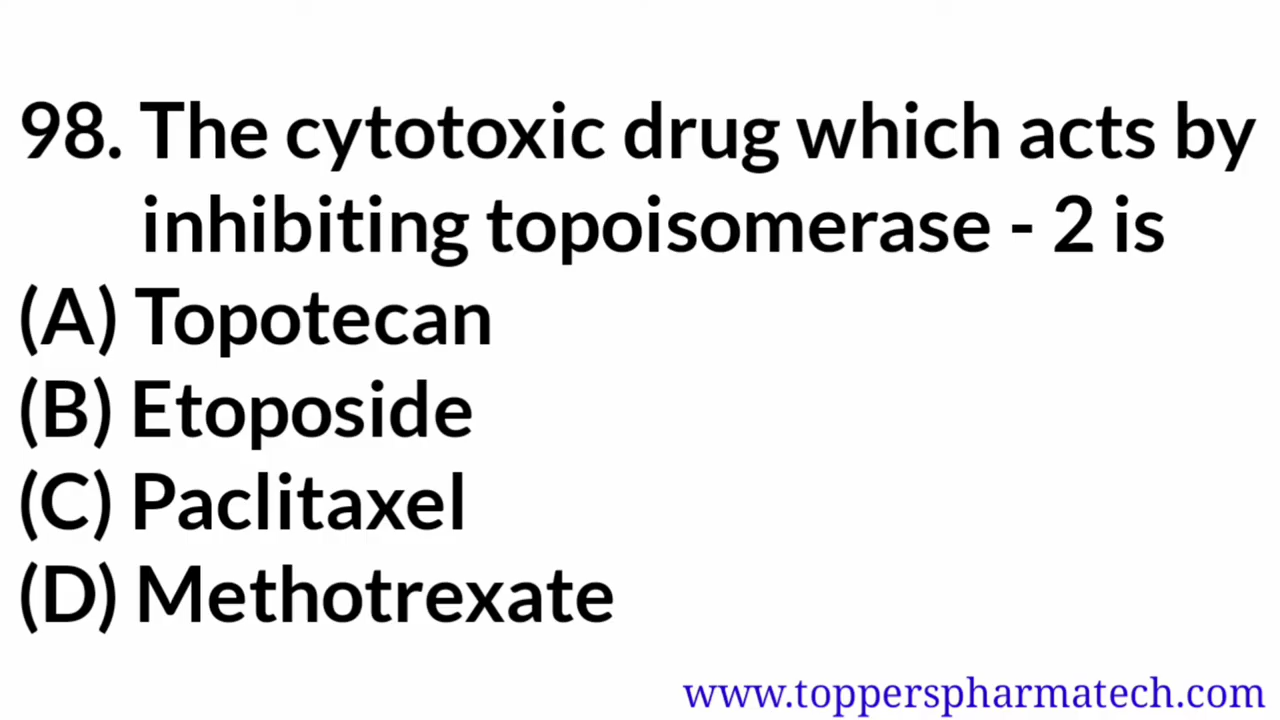 98. The cytotoxic drug which acts by
inhibiting topoisomerase - 2 is
(A) Topotecan
(B) Etoposide
(C) Paclitaxel
(D) Methotrexate
www.topperspharmatech.com